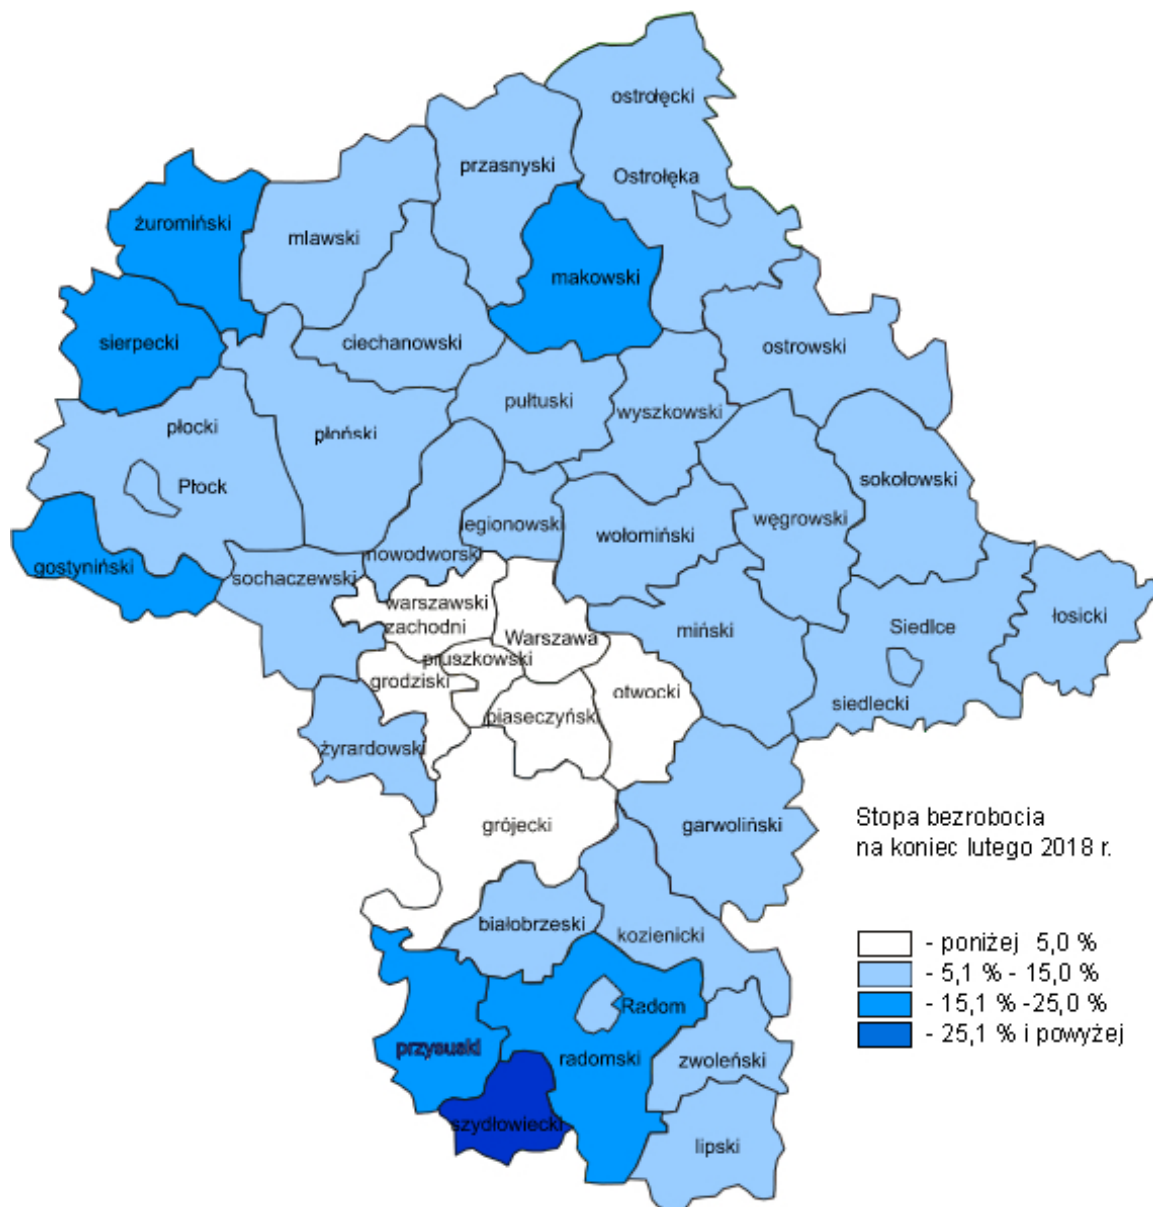 ostrołęcki
przasnyski
Ostrołęka
żuromiński
mlawski
makowski
sierpecki
ciechanowski
ostrowski
pułtuski
wyszkowski
płocki
płoński
sokołowski
Płock
węgrowski
legionowski
wołomiński
nowodworski
gostyniński
sochaczewski
warszawski
zachodni
Warszawa
miński
Siedlce
łosicki
pruszkowski
grodziski
otwocki
siedlecki
piaseczyński
żyrardowski
grójecki
garwoliński
Stopa bezrobocia
na koniec lutego 2018 r.
białobrzeski
kozienicki
- poniżej 5,0 %
- 5,1 % - 15,0 %
- 15,1 % -25,0 %
- 25,1 % i powyżej
Radom
przysuski
radomski
zwoleński
szydłowiecki
lipski